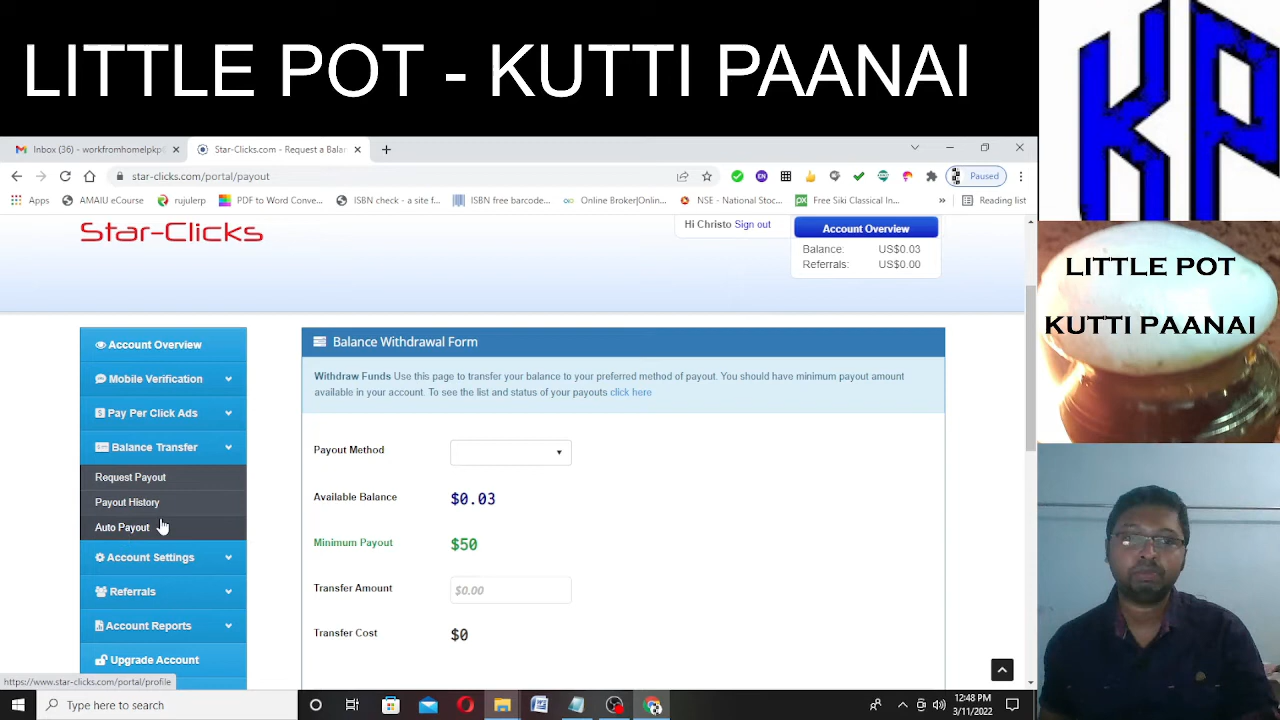 LITTLE POT - KUTTI PAANAI
KP
Inbox (36) - workfromhomelpkp
Star-Clicks.com - Request a Bala
star-clicks.com/portal/payout
Paused
Apps
AMAIU eCourse
rujulerp
PDF to Word Conve...
ISBN check - a site f...
ISBN free barcode...
Online Broker|Onlin...
NSE - National Stoc...
Free Siki Classical In...
»
Reading list
Star-Clicks
Hi Christo Sign out
Account Overview
Balance: US$0.03
Referrals: US$0.00
LITTLE POT
KUTTI PAANAI
Account Overview
Mobile Verification
Pay Per Click Ads
Balance Transfer
Request Payout
Payout History
Auto Payout
Account Settings
Referrals
Account Reports
Upgrade Account
Balance Withdrawal Form
Withdraw Funds Use this page to transfer your balance to your preferred method of payout. You should have minimum payout amount
available in your account. To see the list and status of your payouts click here
Payout Method
Available Balance $0.03
Minimum Payout $50
Transfer Amount $0.00
Transfer Cost $0
https://www.star-clicks.com/portal/profile
Type here to search
12:48 PM
3/11/2022